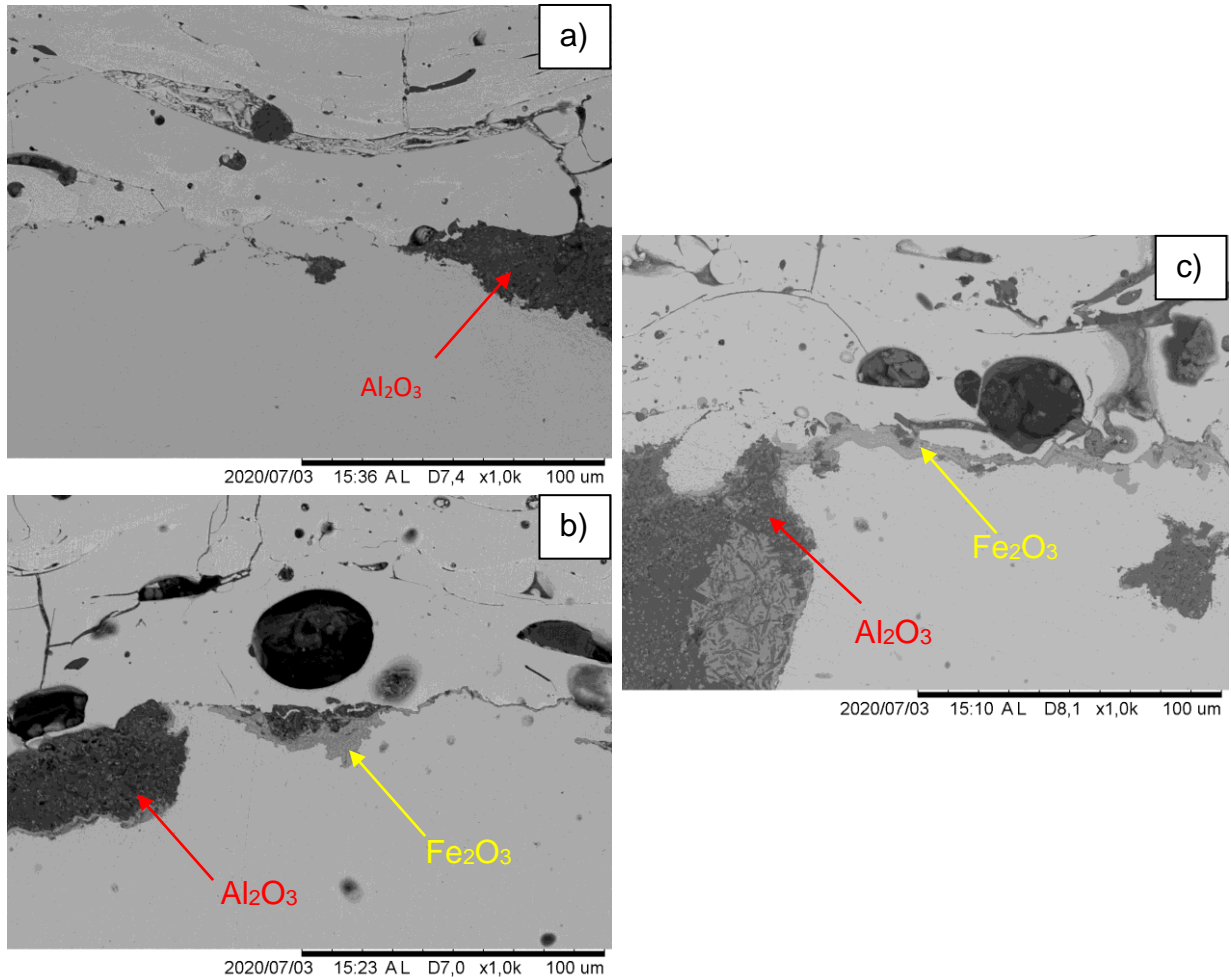 a)
Al₂O₃
2020/07/03 15:36 A L D7,4 x1,0k 100 um
b)
Fe₂O₃
Al₂O₃
2020/07/03 15:23 A L D7,0 x1,0k 100 um
c)
Fe₂O₃
Al₂O₃
2020/07/03 15:10 A L D8,1 x1,0k 100 um